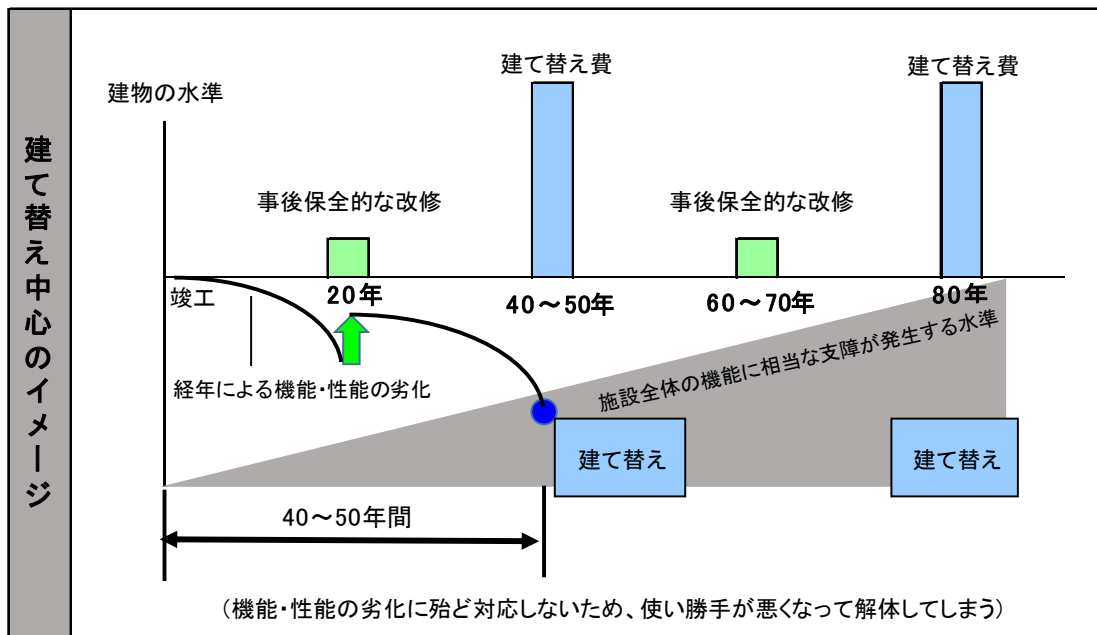 建て替え中心のイメージ
建て替え費
建て替え費
建物の水準
事後保全的な改修
事後保全的な改修
竣工
20年
40～50年
60～70年
80年
経年による機能・性能の劣化
施設全体の機能に相当な支障が発生する水準
建て替え
建て替え
40～50年間
（機能・性能の劣化に殆ど対応しないため、使い勝手が悪くなって解体してしまう）